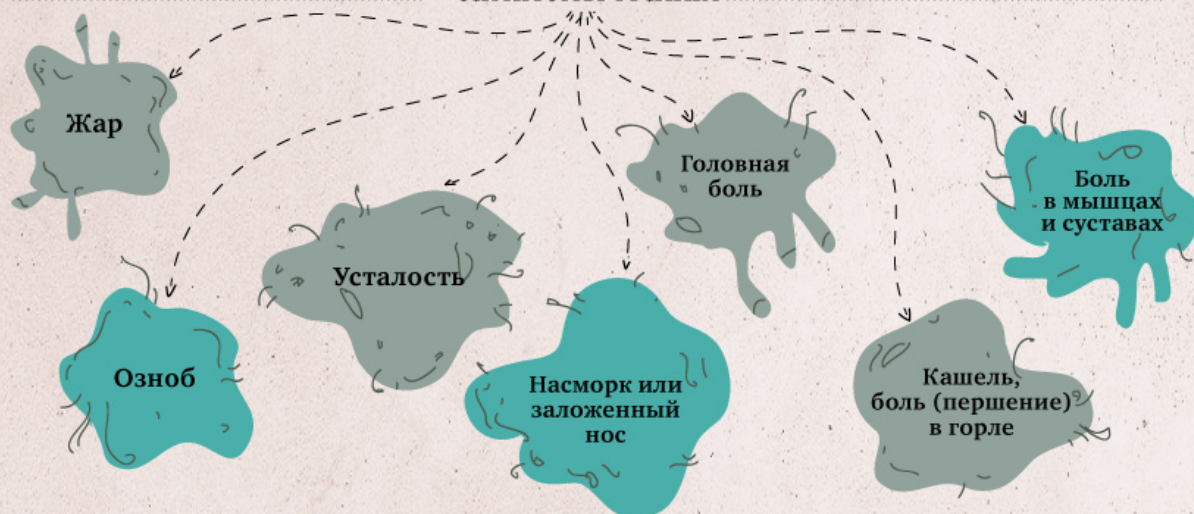 Жар
Головная
боль
Боль
в мышцах
и суставах
Усталость
Озноб
Насморк или
заложенный
нос
Кашель,
боль (першение)
в горле